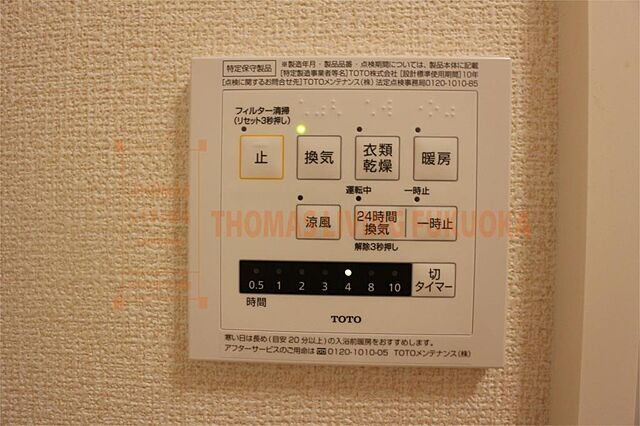 特定保守製品
※製造年月・製品品番・点検期間については、製品本体に記載
[特定製造事業者等名]TOTO株式会社 [設計標準使用期間]10年
[点検に関するお問合せ先]TOTOメンテナンス(株) 法定点検事務局0120-1010-85
フィルター清掃
(リセット3秒押し)
止 換気 衣類乾燥 暖房
運転中 一時止
涼風 24時間換気 一時止
解除3秒押し
THOMAS LIVING FUKUOKA
0.5 1 2 3 4 8 10 切タイマー
時間
TOTO
寒い日は長め(目安20分以上)の入浴前暖房をおすすめします。
アフターサービスのご用命は 0120-1010-05 TOTOメンテナンス(株)